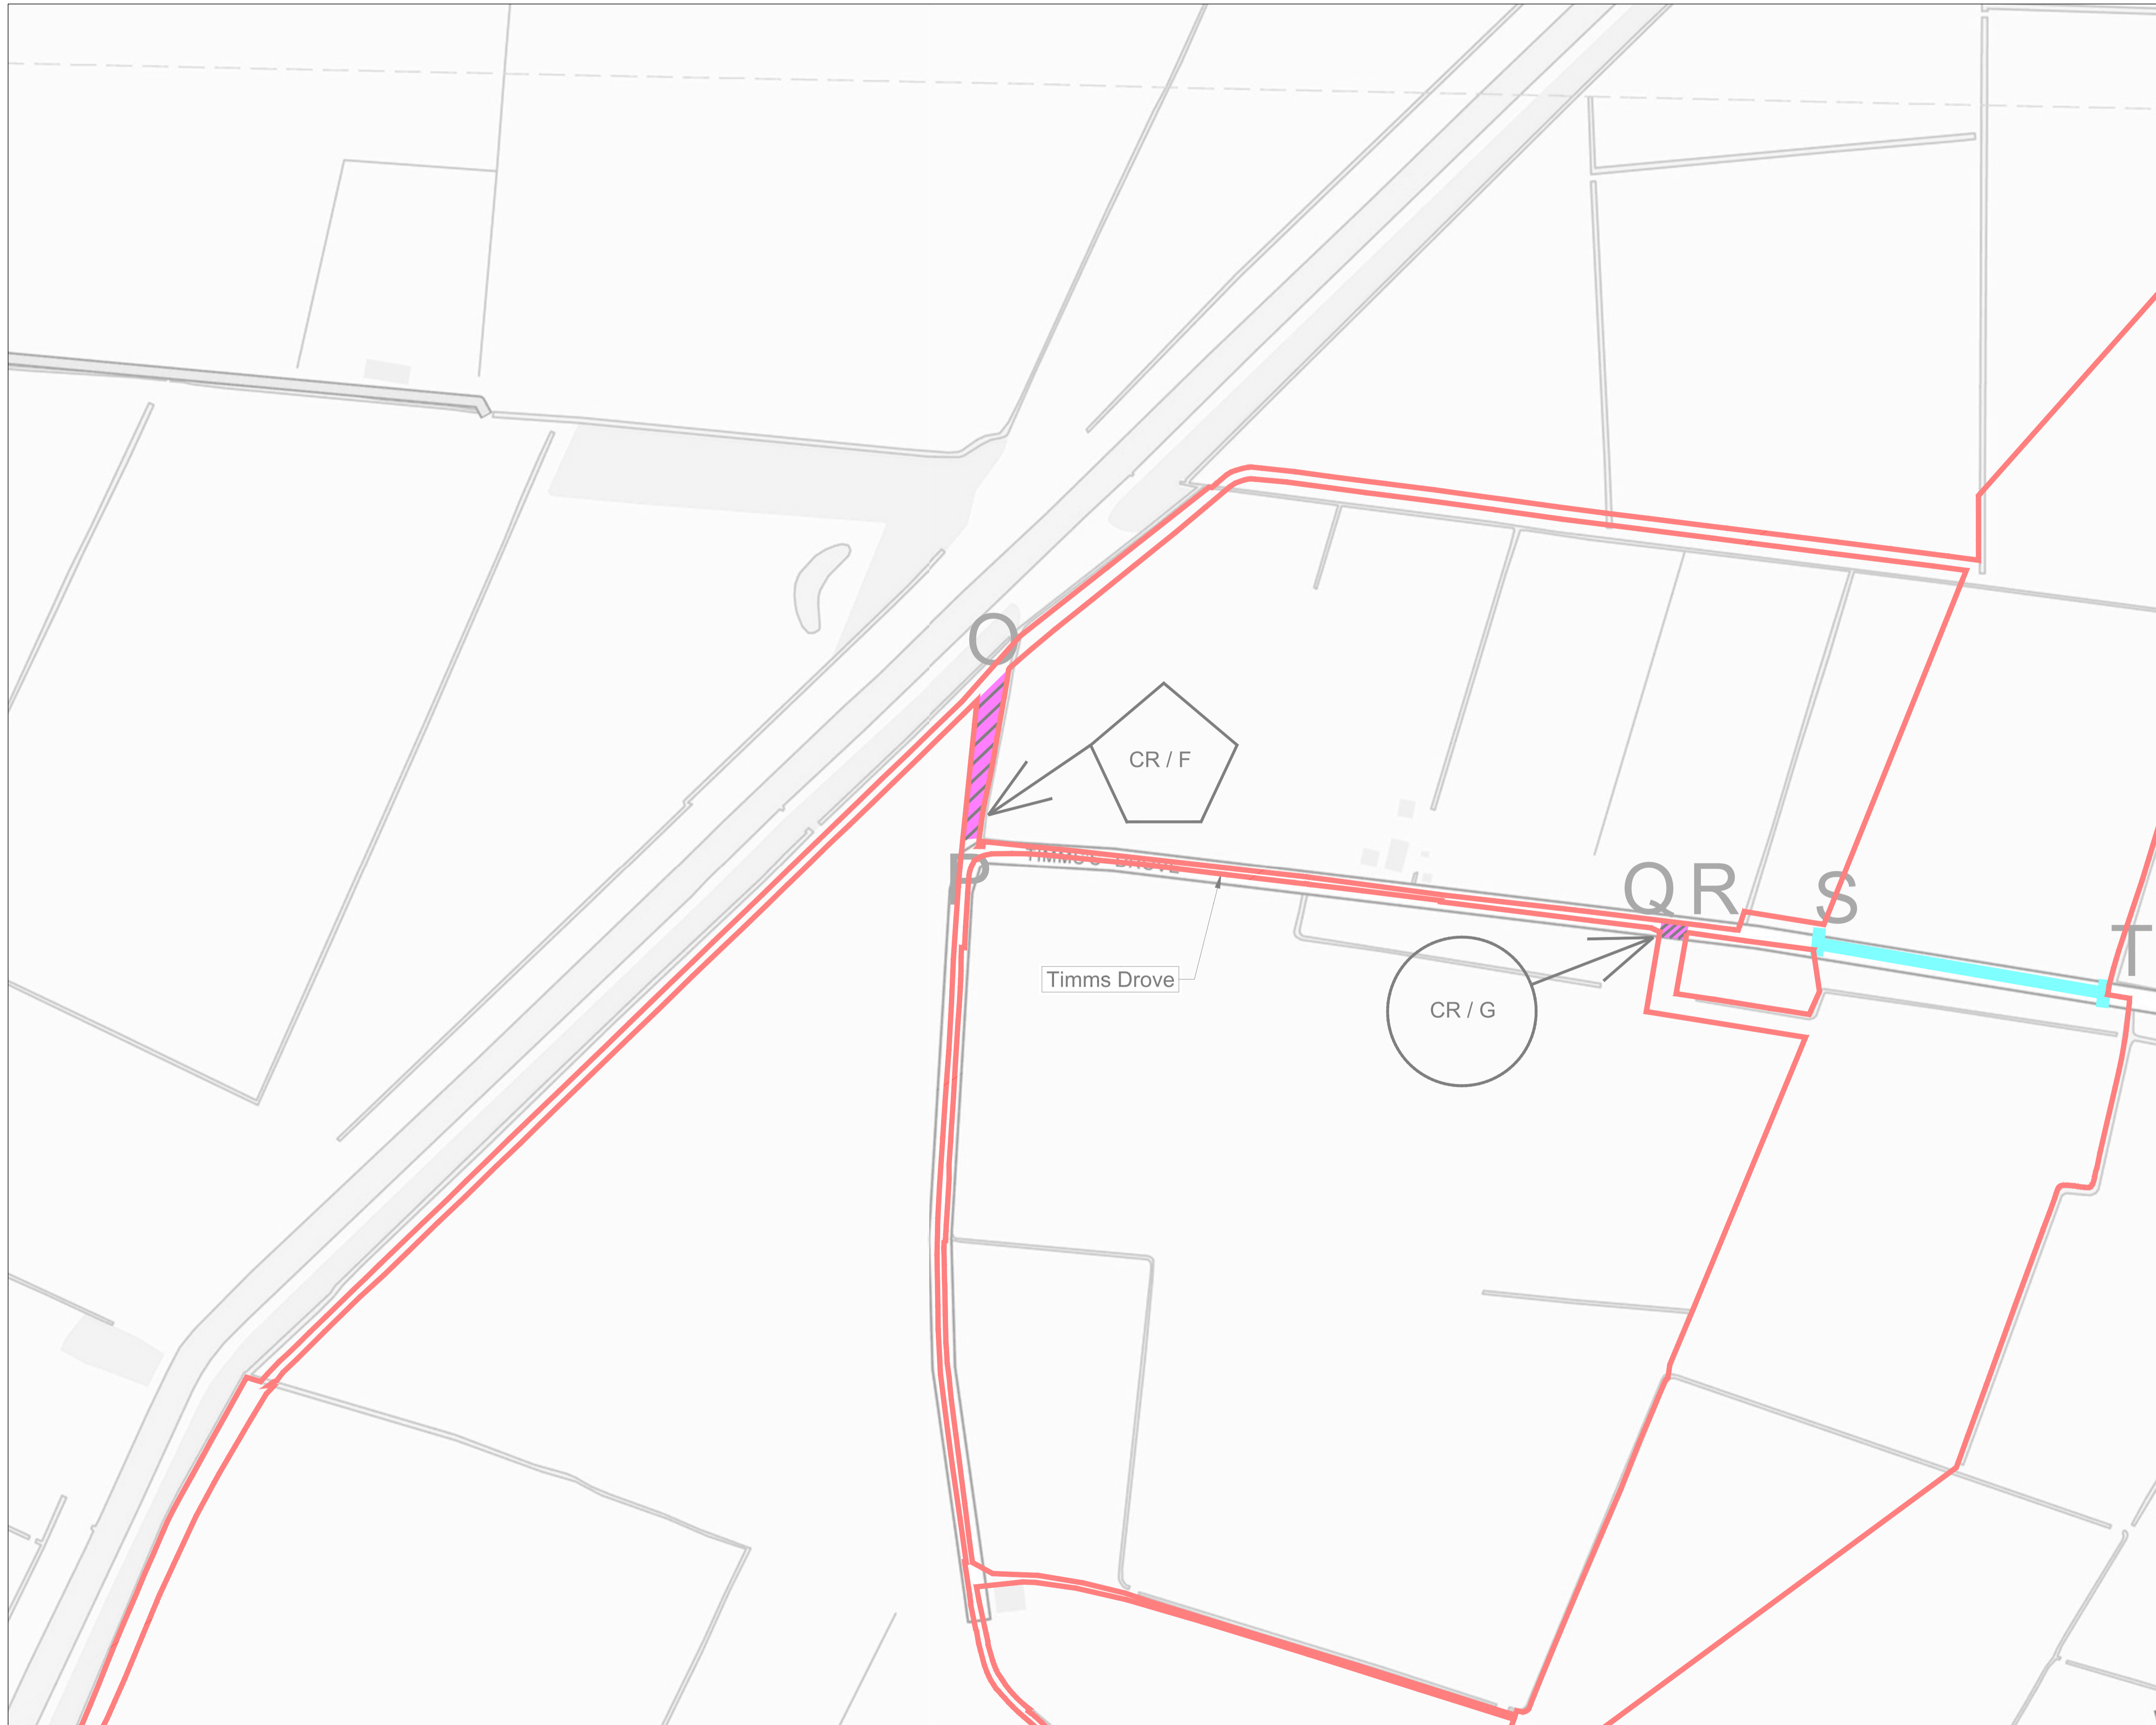 O
CR / F
P
TIMMS'S DROVE
Q R S
T
Timms Drove
CR / G